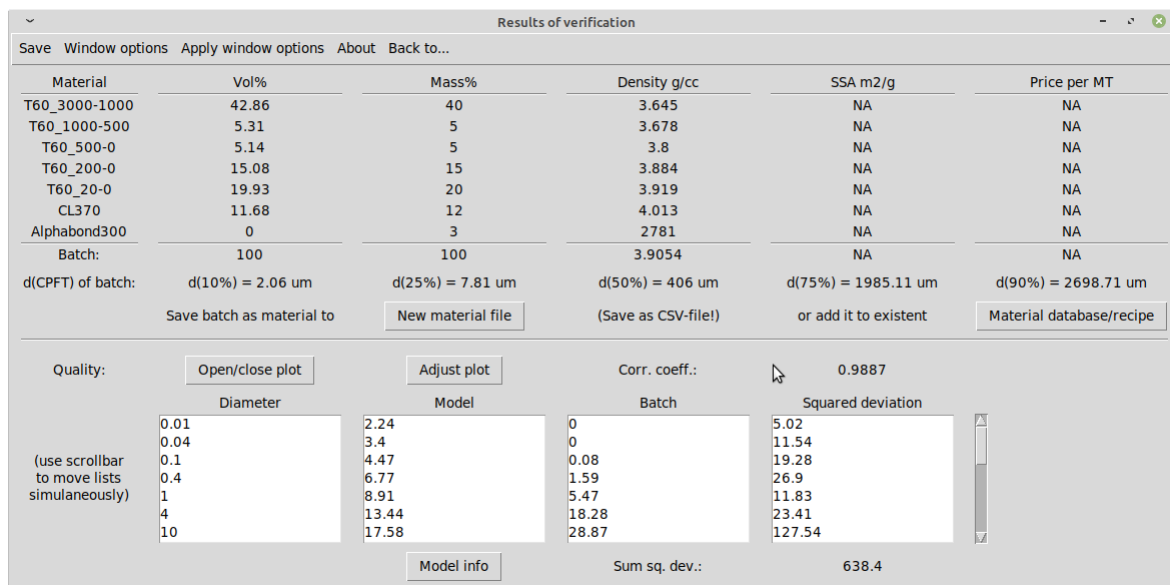 Results of verification
Save Window options Apply window options About Back to...
Material Vol% Mass% Density g/cc SSA m2/g Price per MT
T60_3000-1000 42.86 40 3.645 NA NA
T60_1000-500 5.31 5 3.678 NA NA
T60_500-0 5.14 5 3.8 NA NA
T60_200-0 15.08 15 3.884 NA NA
T60_20-0 19.93 20 3.919 NA NA
CL370 11.68 12 4.013 NA NA
Alphabond300 0 3 2781 NA NA
Batch: 100 100 3.9054 NA NA
d(CPFT) of batch: d(10%) = 2.06 um d(25%) = 7.81 um d(50%) = 406 um d(75%) = 1985.11 um d(90%) = 2698.71 um
Save batch as material to New material file (Save as CSV-file!) or add it to existent Material database/recipe
Quality: Open/close plot Adjust plot Corr. coeff.: 0.9887
Diameter Model Batch Squared deviation
0.01 2.24 0 5.02
0.04 3.4 0 11.54
0.1 4.47 0.08 19.28
(use scrollbar 0.4 6.77 1.59 26.9
to move lists 1 8.91 5.47 11.83
simulaneously) 4 13.44 18.28 23.41
10 17.58 28.87 127.54
Model info Sum sq. dev.: 638.4